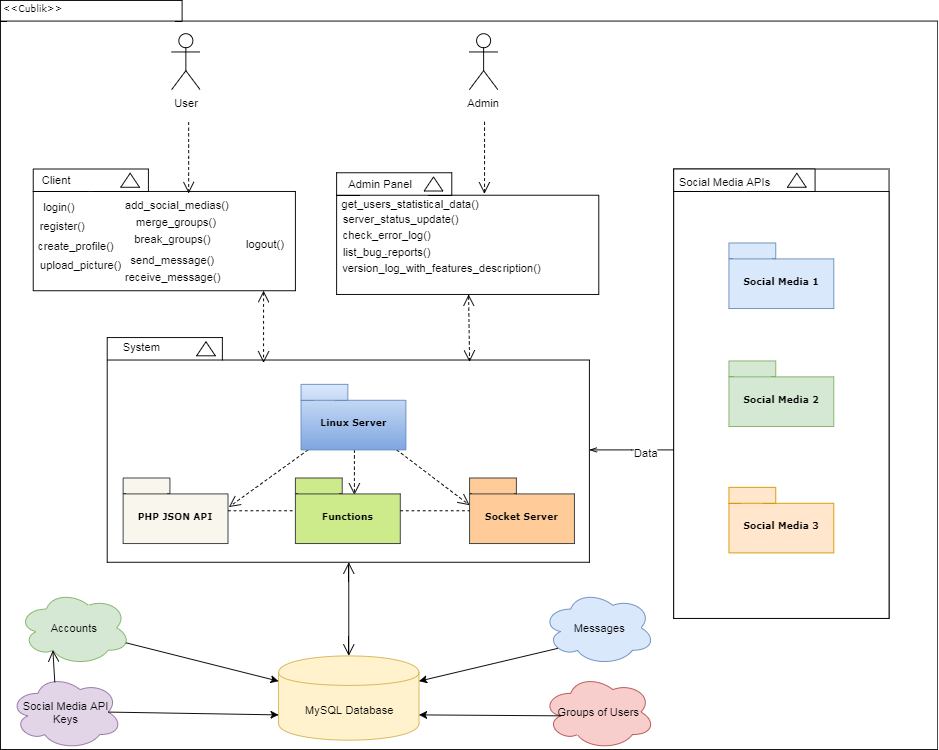 <<Cublik>>
User
Admin
Client
login()
register()
create_profile()
upload_picture()
add_social_medias()
merge_groups()
break_groups()
send_message()
receive_message()
logout()
Admin Panel
get_users_statistical_data()
server_status_update()
check_error_log()
list_bug_reports()
version_log_with_features_description()
Social Media APIs
Social Media 1
Social Media 2
Social Media 3
System
Linux Server
PHP JSON API
Functions
Socket Server
Data
Accounts
Social Media API
Keys
MySQL Database
Messages
Groups of Users